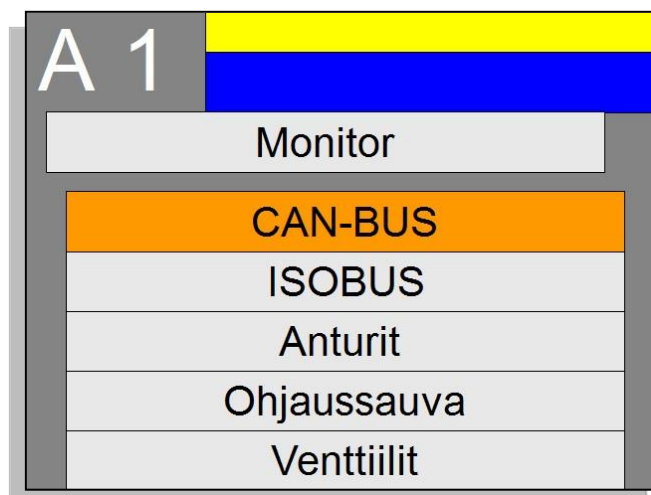 A 1
Monitor
CAN-BUS
ISOBUS
Anturit
Ohjaussauva
Venttiilit